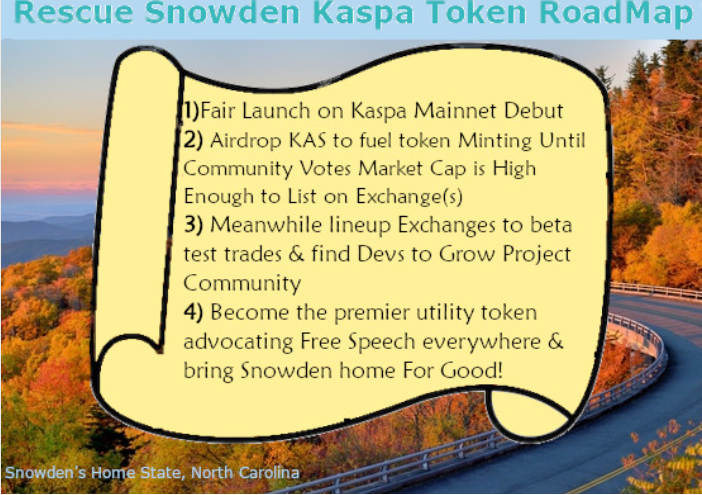 Rescue Snowden Kaspa Token RoadMap
1)Fair Launch on Kaspa Mainnet Debut
2) Airdrop KAS to fuel token Minting Until
Community Votes Market Cap is High
Enough to List on Exchange(s)
3) Meanwhile lineup Exchanges to beta
test trades & find Devs to Grow Project
Community
4) Become the premier utility token
advocating Free Speech everywhere &
bring Snowden home For Good!
Snowden's Home State, North Carolina